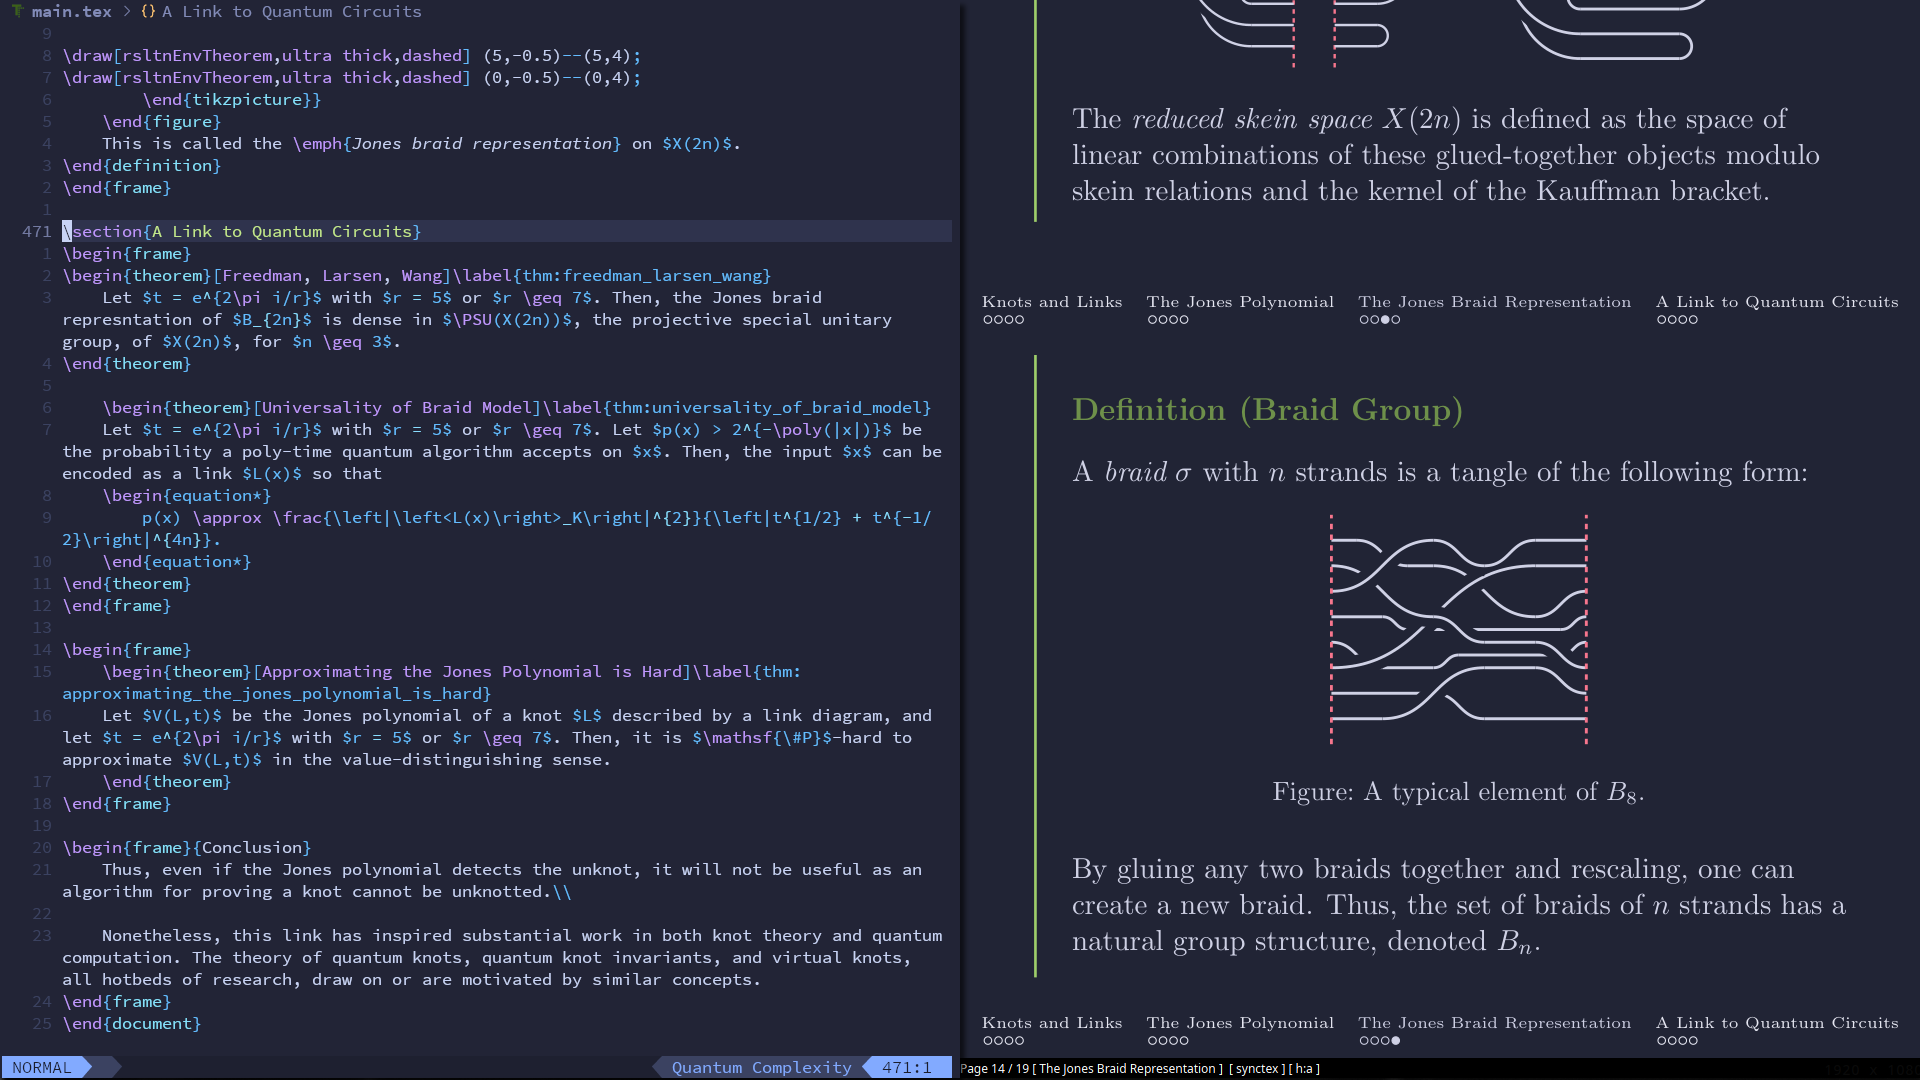 main.tex > {} A Link to Quantum Circuits
9
8 \draw[rsltnEnvTheorem,ultra thick,dashed] (5,-0.5)--(5,4);
7 \draw[rsltnEnvTheorem,ultra thick,dashed] (0,-0.5)--(0,4);
6 \end{tikzpicture}}
5 \end{figure}
4 This is called the \emph{Jones braid representation} on $X(2n)$.
3 \end{definition}
2 \end{frame}
1
471 \section{A Link to Quantum Circuits}
1 \begin{frame}
2 \begin{theorem}[Freedman, Larsen, Wang]\label{thm:freedman_larsen_wang}
3 Let $t = e^{2\pi i/r}$ with $r = 5$ or $r \geq 7$. Then, the Jones braid
represntation of $B_{2n}$ is dense in $\PSU(X(2n))$, the projective special unitary
group, of $X(2n)$, for $n \geq 3$.
4 \end{theorem}
5
6 \begin{theorem}[Universality of Braid Model]\label{thm:universality_of_braid_model}
7 Let $t = e^{2\pi i/r}$ with $r = 5$ or $r \geq 7$. Let $p(x) > 2^{-\poly(|x|)}$ be
the probability a poly-time quantum algorithm accepts on $x$. Then, the input $x$ can be
encoded as a link $L(x)$ so that
8 \begin{equation*}
9 p(x) \approx \frac{\left|\left<L(x)\right>_K\right|^{2}}{\left|t^{1/2} + t^{-1/
2}\right|^{4n}}.
10 \end{equation*}
11 \end{theorem}
12 \end{frame}
13
14 \begin{frame}
15 \begin{theorem}[Approximating the Jones Polynomial is Hard]\label{thm:
approximating_the_jones_polynomial_is_hard}
16 Let $V(L,t)$ be the Jones polynomial of a knot $L$ described by a link diagram, and
let $t = e^{2\pi i/r}$ with $r = 5$ or $r \geq 7$. Then, it is $\mathsf{\#P}$-hard to
approximate $V(L,t)$ in the value-distinguishing sense.
17 \end{theorem}
18 \end{frame}
19
20 \begin{frame}{Conclusion}
21 Thus, even if the Jones polynomial detects the unknot, it will not be useful as an
algorithm for proving a knot cannot be unknotted.\\
22
23 Nonetheless, this link has inspired substantial work in both knot theory and quantum
computation. The theory of quantum knots, quantum knot invariants, and virtual knots,
all hotbeds of research, draw on or are motivated by similar concepts.
24 \end{frame}
25 \end{document}
NORMAL Quantum Complexity 471:1
The reduced skein space X(2n) is defined as the space of
linear combinations of these glued-together objects modulo
skein relations and the kernel of the Kauffman bracket.
Knots and Links The Jones Polynomial The Jones Braid Representation A Link to Quantum Circuits
Definition (Braid Group)
A braid σ with n strands is a tangle of the following form:
Figure: A typical element of B₈.
By gluing any two braids together and rescaling, one can
create a new braid. Thus, the set of braids of n strands has a
natural group structure, denoted Bₙ.
Knots and Links The Jones Polynomial The Jones Braid Representation A Link to Quantum Circuits
Page 14 / 19 [ The Jones Braid Representation ] [ synctex ] [ h:a ]